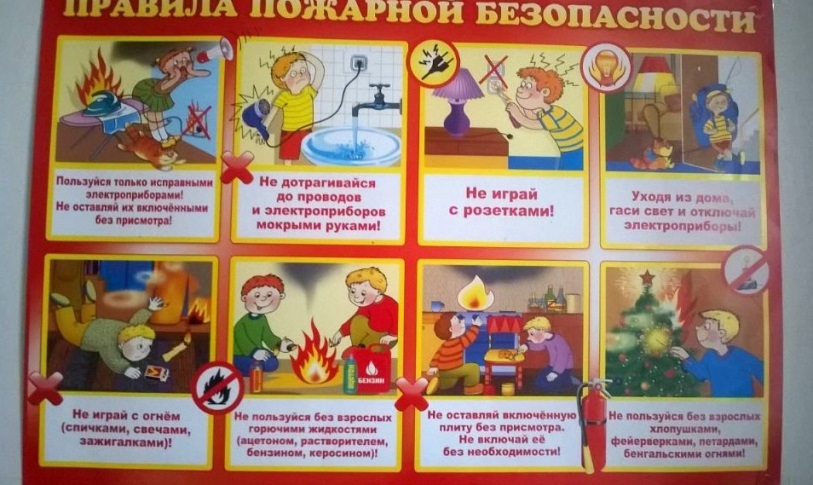 ПРАВИЛА ПОЖАРНОЙ БЕЗОПАСНОСТИ
Пользуйся только исправными
электроприборами!
Не оставляй их включёнными
без присмотра!
Не дотрагивайся
до проводов
и электроприборов
мокрыми руками!
Не играй
с розетками!
Уходя из дома,
гаси свет и отключай
электроприборы!
БЕНЗИН
Не играй с огнём
(спичками, свечами,
зажигалками)!
Не пользуйся без взрослых
горючими жидкостями
(ацетоном, растворителем,
бензином, керосином)!
Не оставляй включённую
плиту без присмотра.
Не включай её
без необходимости!
Не пользуйся без взрослых
хлопушками,
фейерверками, петардами,
бенгальскими огнями!